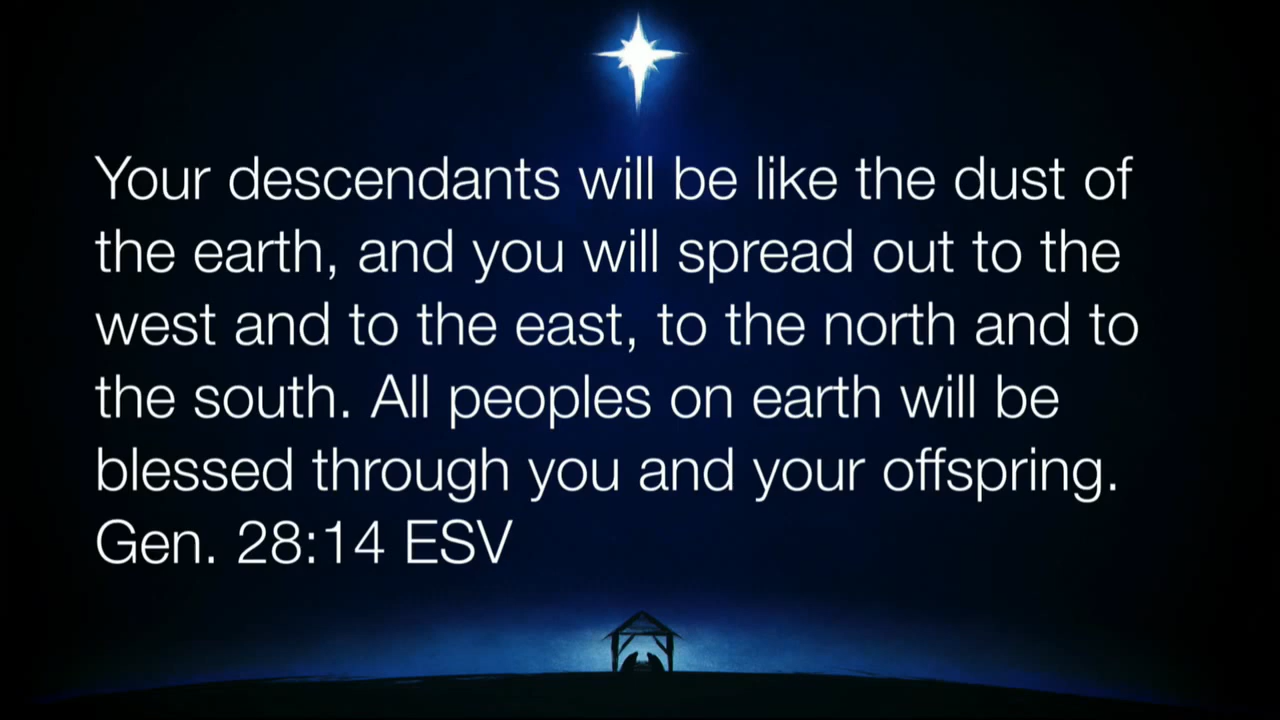 Your descendants will be like the dust of
the earth, and you will spread out to the
west and to the east, to the north and to
the south. All peoples on earth will be
blessed through you and your offspring.
Gen. 28:14 ESV